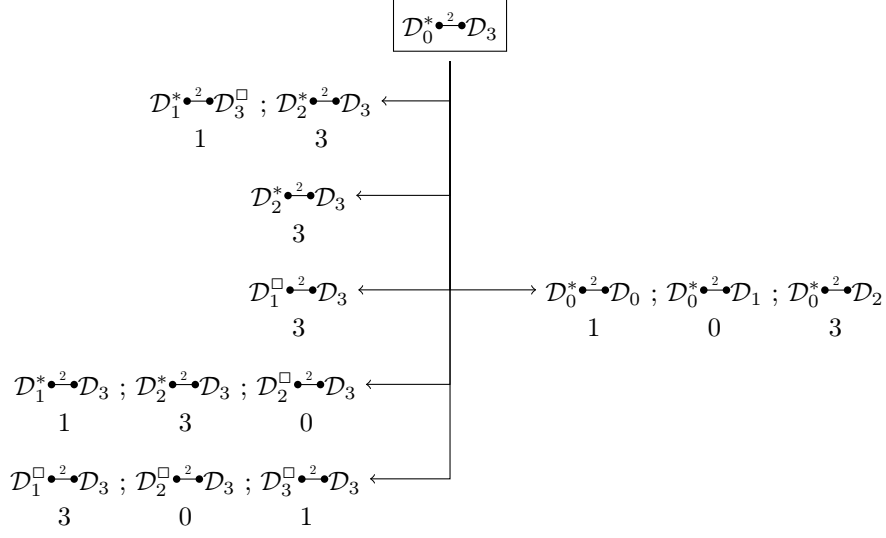 𝒟₀* •—2—• 𝒟₃
𝒟₁* •—2—• 𝒟₃□ ; 𝒟₂* •—2—• 𝒟₃
1 3
𝒟₂* •—2—• 𝒟₃
3
𝒟₁□ •—2—• 𝒟₃
3
𝒟₀* •—2—• 𝒟₀ ; 𝒟₀* •—2—• 𝒟₁ ; 𝒟₀* •—2—• 𝒟₂
1 0 3
𝒟₁* •—2—• 𝒟₃ ; 𝒟₂* •—2—• 𝒟₃ ; 𝒟₂□ •—2—• 𝒟₃
1 3 0
𝒟₁□ •—2—• 𝒟₃ ; 𝒟₂□ •—2—• 𝒟₃ ; 𝒟₃□ •—2—• 𝒟₃
3 0 1